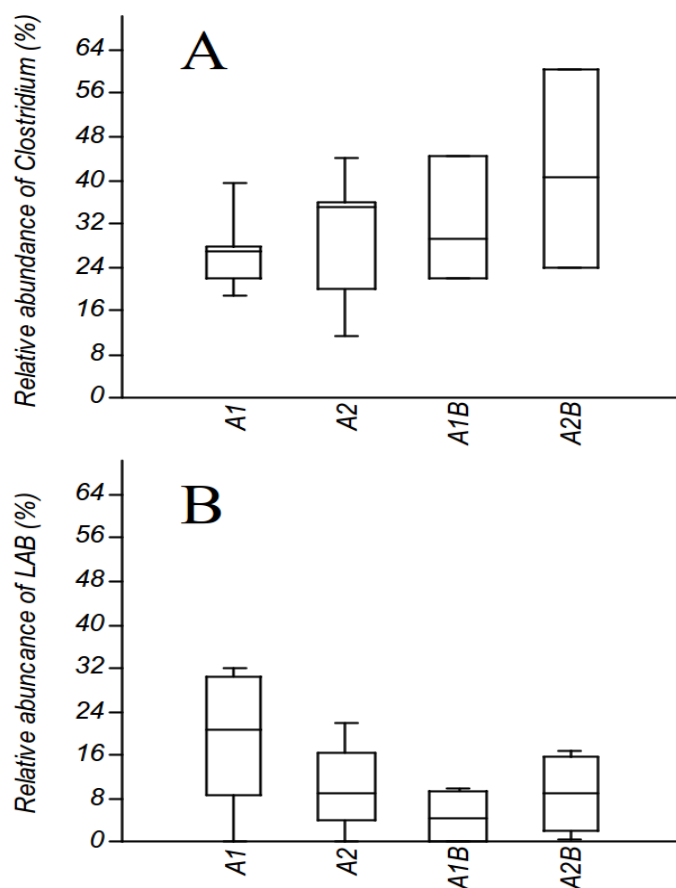 Relative abundance of Clostridium (%)
A
64
56
48
40
32
24
16
8
0
A1
A2
A1B
A2B
Relative abuncance of LAB (%)
B
64
56
48
40
32
24
16
8
0
A1
A2
A1B
A2B